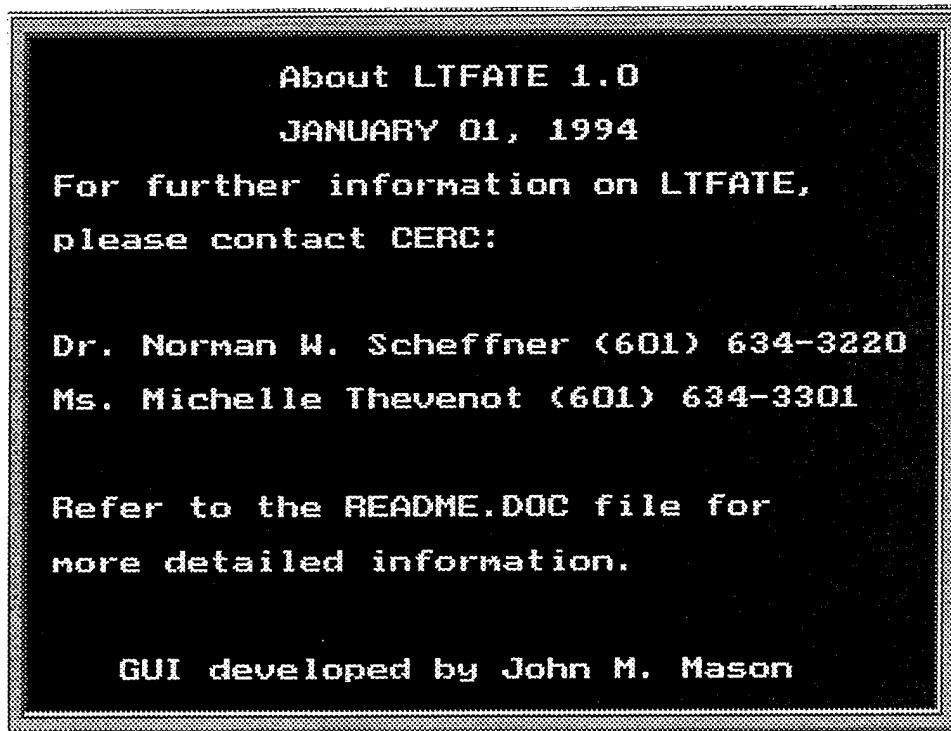 About LTFATE 1.0
JANUARY 01, 1994
For further information on LTFATE,
please contact CERC:
Dr. Norman W. Scheffner (601) 634-3220
Ms. Michelle Thevenot (601) 634-3301
Refer to the README.DOC file for
more detailed information.
GUI developed by John M. Mason